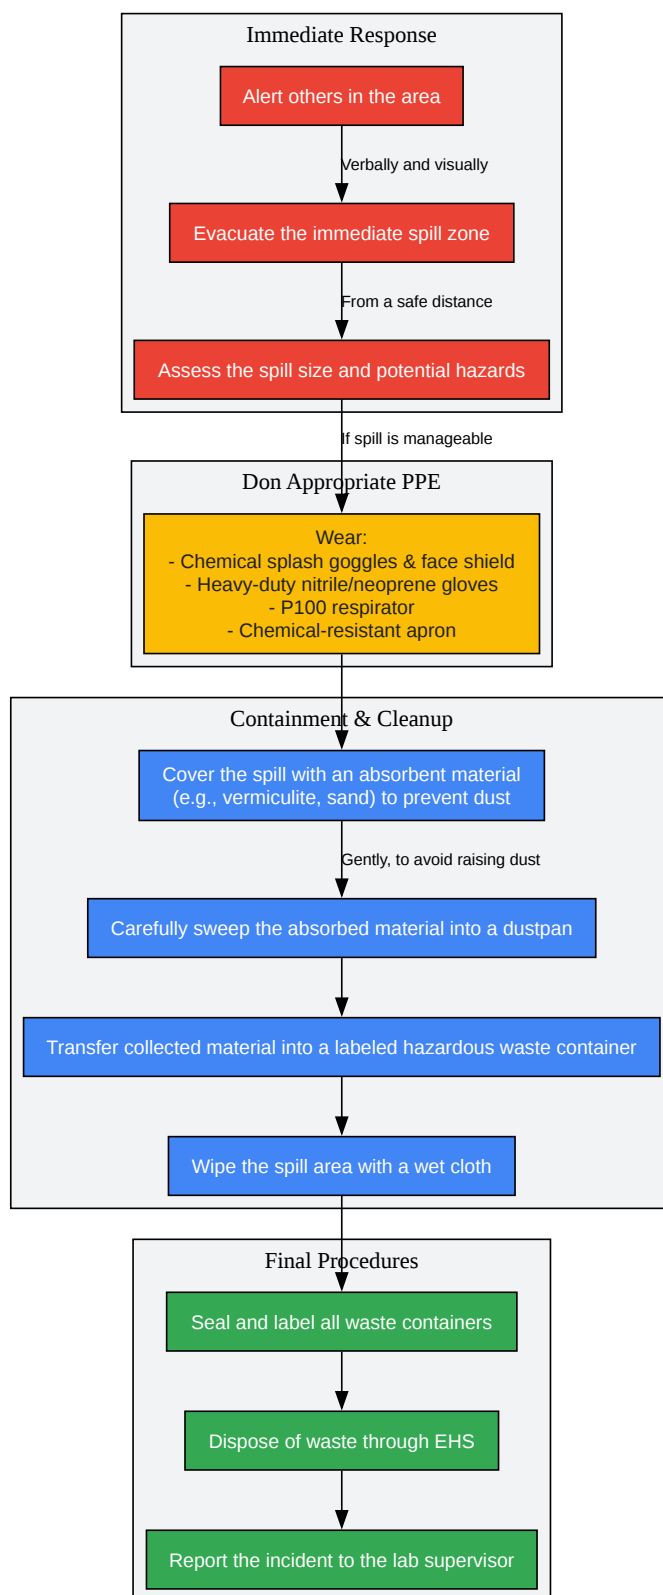 Immediate Response
Alert others in the area
Verbally and visually
Evacuate the immediate spill zone
From a safe distance
Assess the spill size and potential hazards
If spill is manageable
Don Appropriate PPE
Wear:
- Chemical splash goggles & face shield
- Heavy-duty nitrile/neoprene gloves
- P100 respirator
- Chemical-resistant apron
Containment & Cleanup
Cover the spill with an absorbent material
(e.g., vermiculite, sand) to prevent dust
Gently, to avoid raising dust
Carefully sweep the absorbed material into a dustpan
Transfer collected material into a labeled hazardous waste container
Wipe the spill area with a wet cloth
Final Procedures
Seal and label all waste containers
Dispose of waste through EHS
Report the incident to the lab supervisor